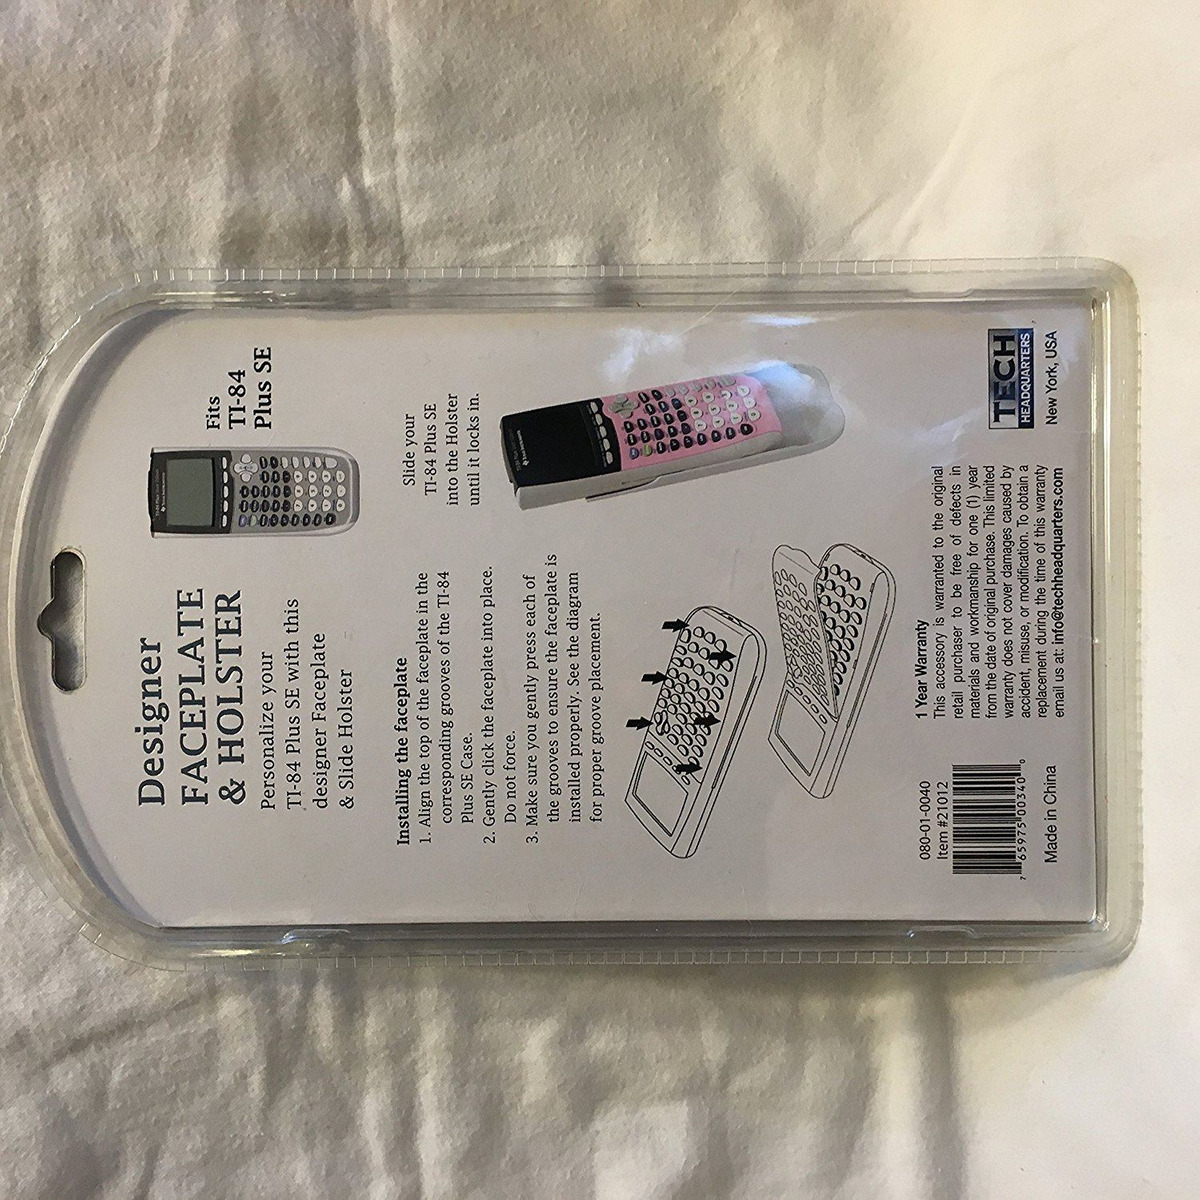 Designer
FACEPLATE
& HOLSTER
Personalize your
TI-84 Plus SE with this
designer Faceplate
& Slide Holster
Fits
TI-84
Plus SE
Installing the faceplate
1. Align the top of the faceplate in the
corresponding grooves of the TI-84
Plus SE Case.
2. Gently click the faceplate into place.
Do not force.
3. Make sure you gently press each of
the grooves to ensure the faceplate is
installed properly. See the diagram
for proper groove placement.
Slide your
TI-84 Plus SE
into the Holster
until it locks in.
080-01-0040
Item #21012
7 65975 00340 0
Made in China
1 Year Warranty
This accessory is warranted to the original
retail purchaser to be free of defects in
materials and workmanship for one (1) year
from the date of original purchase. This limited
warranty does not cover damages caused by
accident, misuse, or modification. To obtain a
replacement during the time of this warranty
email us at: info@techheadquarters.com
TECH
HEADQUARTERS
New York, USA